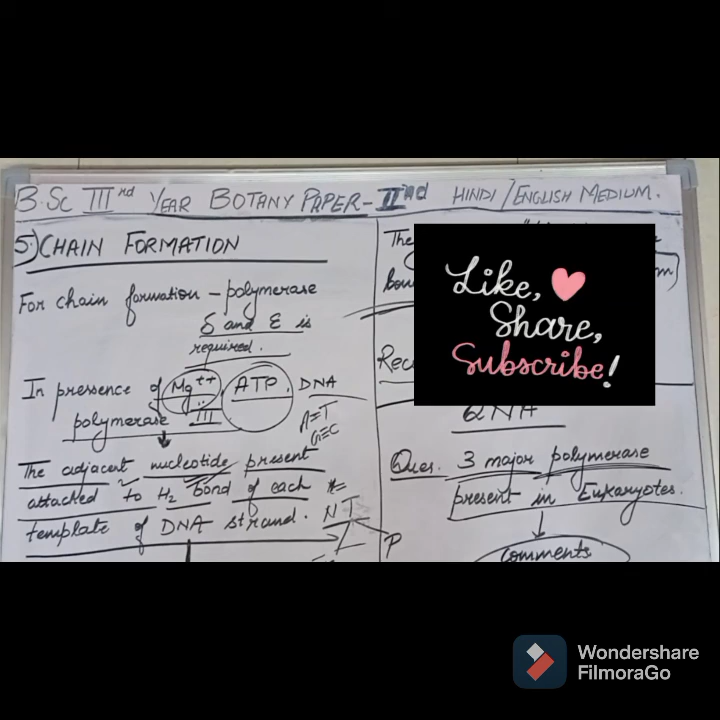 B.Sc IIIrd YEAR BOTANY PAPER-IInd HINDI/ENGLISH MEDIUM.
5) CHAIN FORMATION
For chain formation - polymerase
δ and ε is
required.
In presence of Mg++, ATP, DNA
polymerase III
A=T
G≡C
The adjacent nucleotide present
attached to H2 bond of each
template of DNA strand.
N
P
The
Like,
Share,
Subscribe!
Ques. 3 major polymerase
present in Eukaryotes.
comments
Wondershare
FilmoraGo